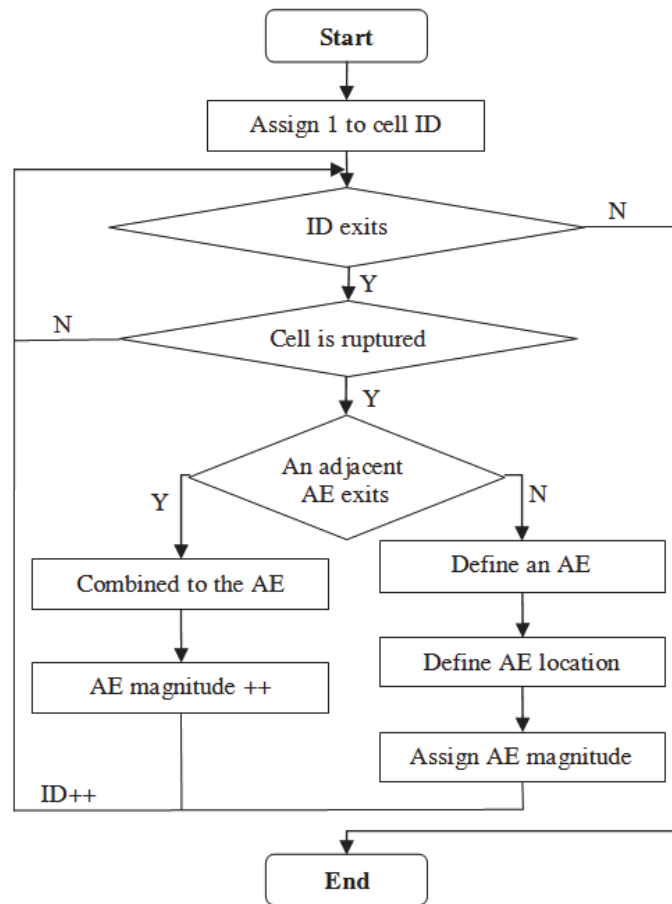 Start
Assign 1 to cell ID
ID exits
N
Y
N
Cell is ruptured
Y
An adjacent
AE exits
Y
N
Combined to the AE
Define an AE
AE magnitude ++
Define AE location
Assign AE magnitude
ID++
End